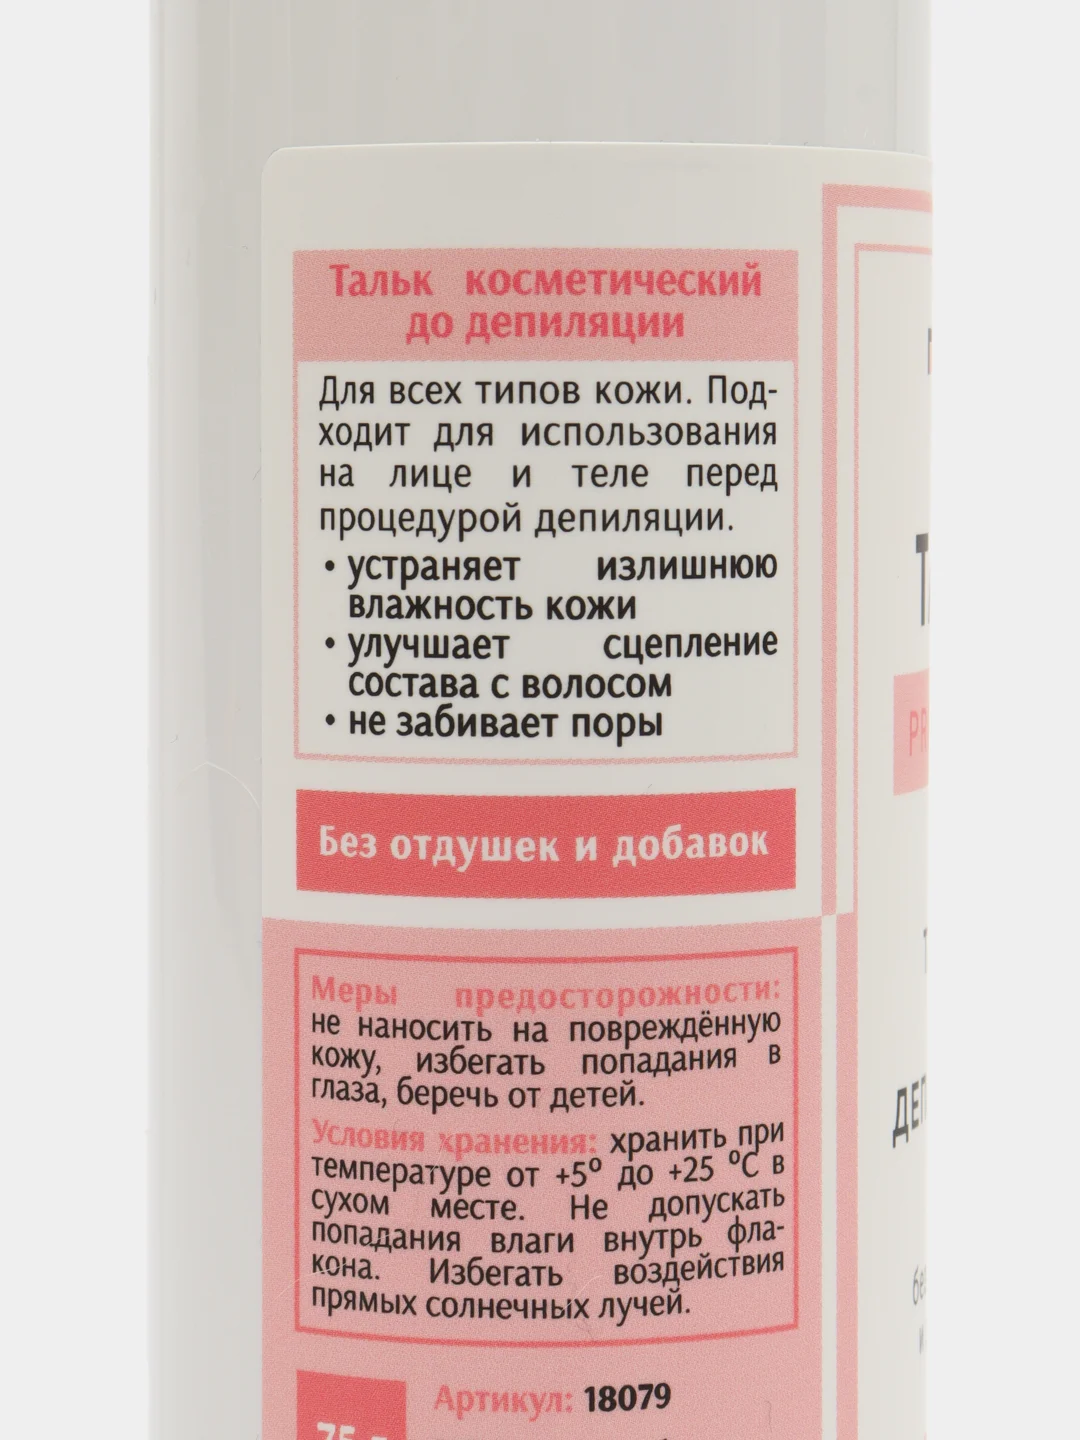 Тальк косметический
до депиляции
Для всех типов кожи. Под-
ходит для использования
на лице и теле перед
процедурой депиляции.
• устраняет излишнюю
влажность кожи
• улучшает сцепление
состава с волосом
• не забивает поры
Без отдушек и добавок
Меры предосторожности:
не наносить на повреждённую
кожу, избегать попадания в
глаза, беречь от детей.
Условия хранения: хранить при
температуре от +5º до +25 ºС в
сухом месте. Не допускать
попадания влаги внутрь фла-
кона. Избегать воздействия
прямых солнечных лучей.
Артикул: 18079